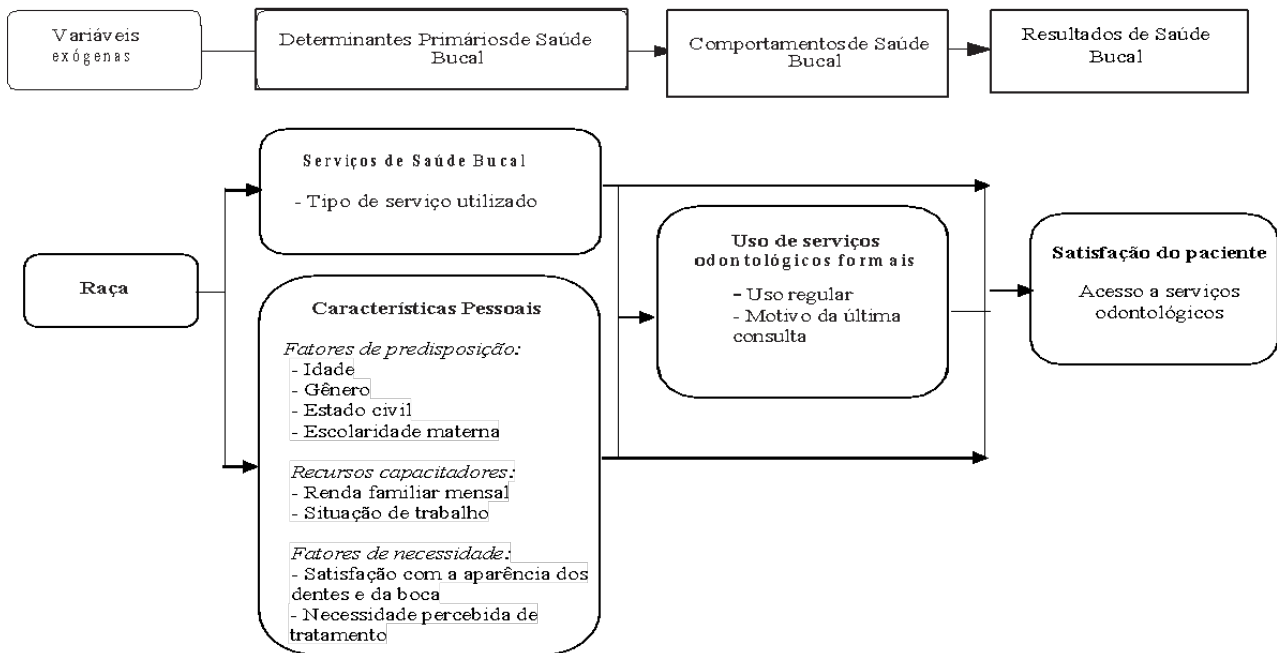 Variáveis
exógenas
Determinantes Primários de Saúde
Bucal
Comportamentos de Saúde
Bucal
Resultados de Saúde
Bucal
Serviços de Saúde Bucal
- Tipo de serviço utilizado
Raça
Características Pessoais
Fatores de predisposição:
- Idade
- Gênero
- Estado civil
- Escolaridade materna
Recursos capacitadores:
- Renda familiar mensal
- Situação de trabalho
Fatores de necessidade:
- Satisfação com a aparência dos
dentes e da boca
- Necessidade percebida de
tratamento
Uso de serviços
odontológicos formais
- Uso regular
- Motivo da última
consulta
Satisfação do paciente
Acesso a serviços
odontológicos